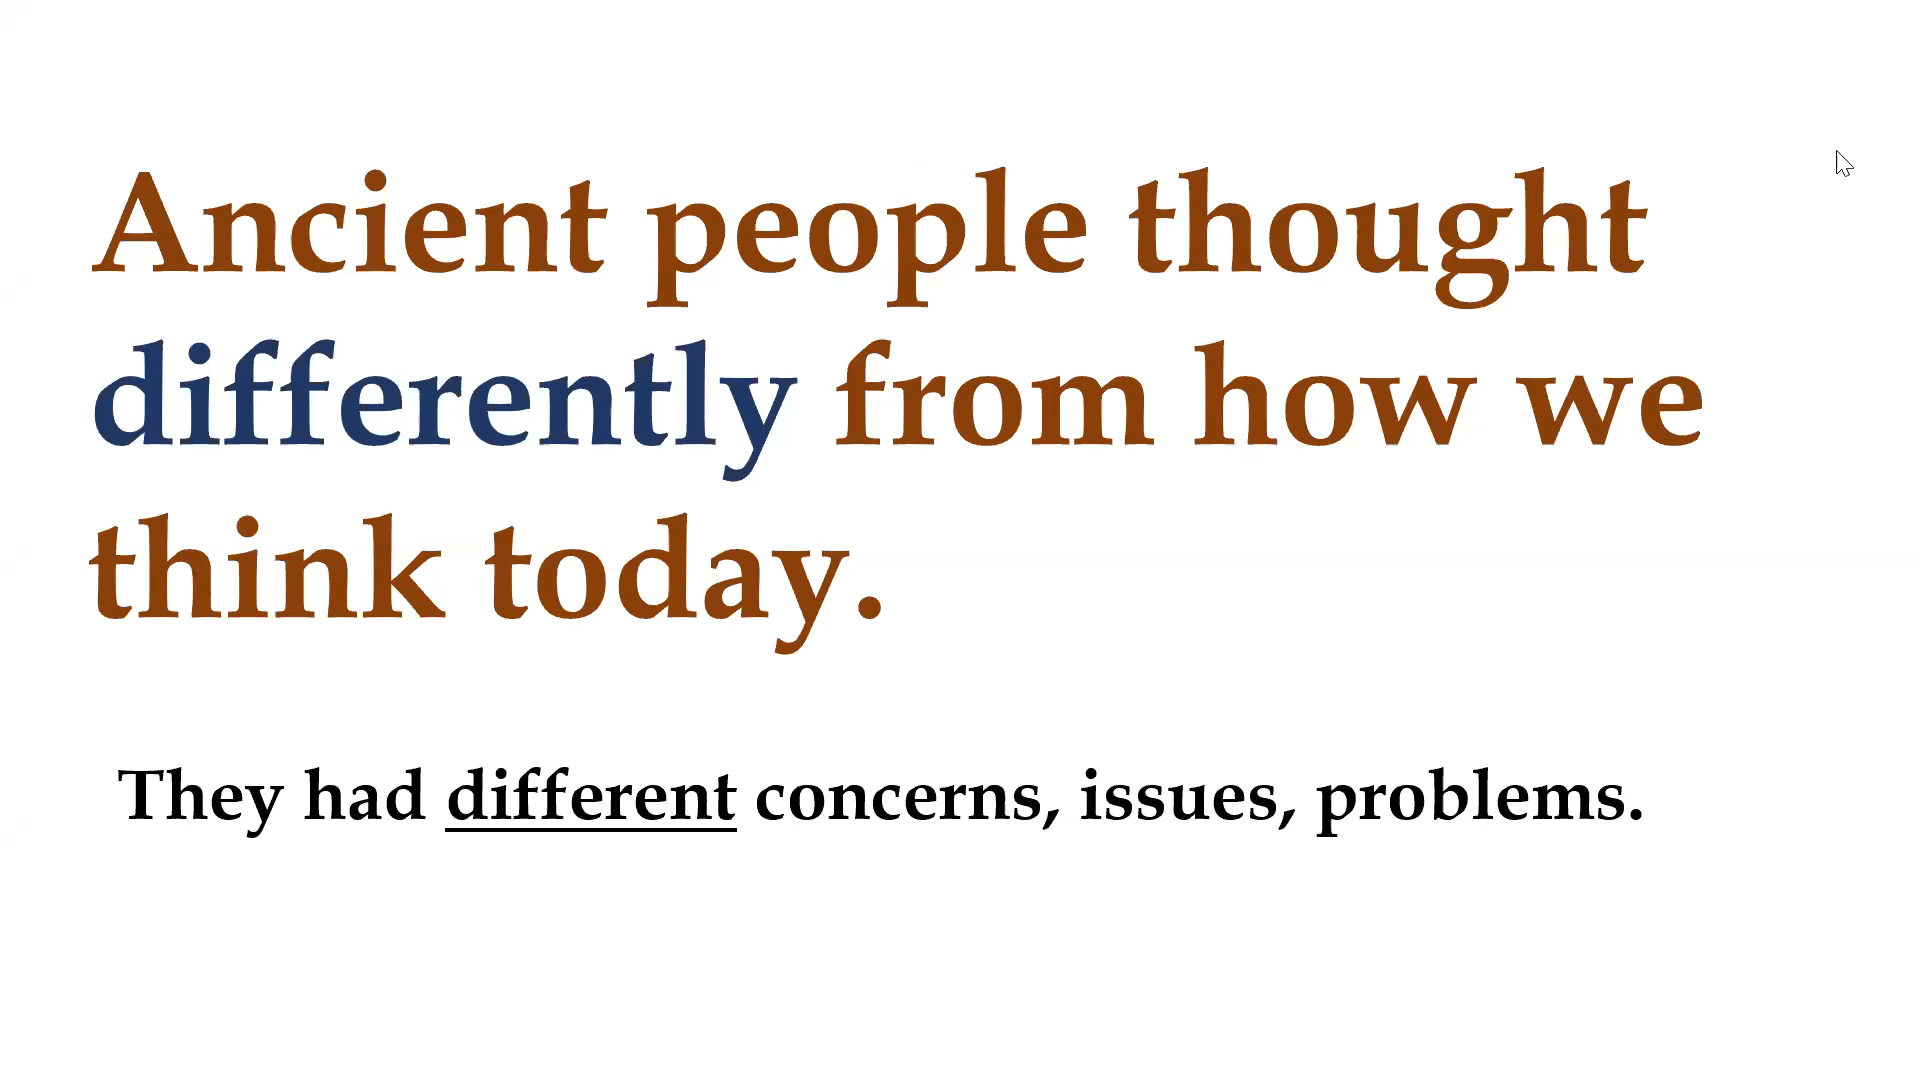 Ancient people thought
differently from how we
think today.
They had different concerns, issues, problems.